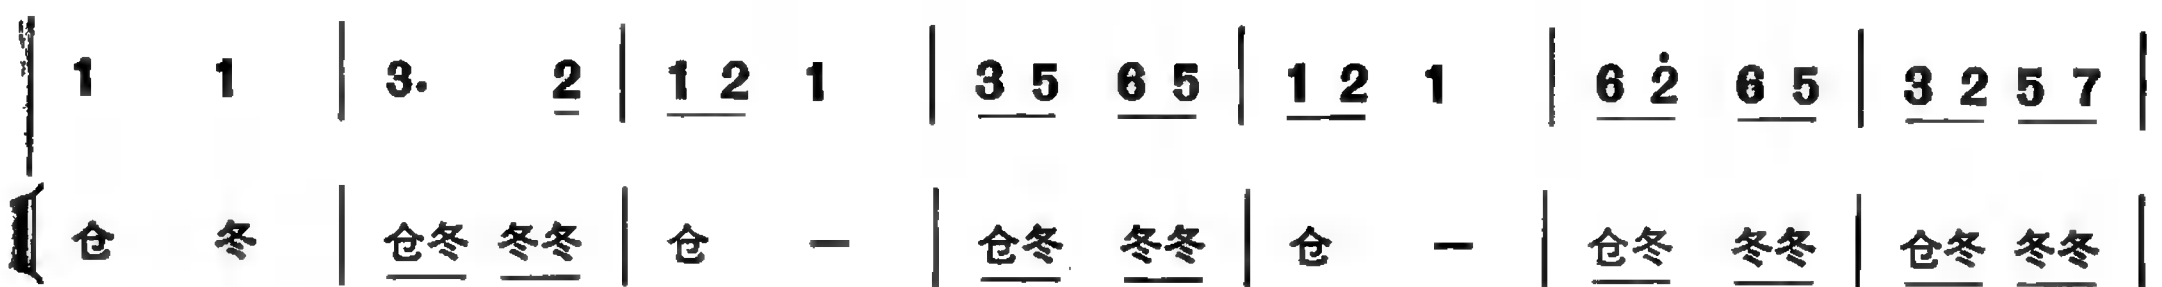 1 1 | 3. 2 | 1 2 1 | 3 5 6 5 | 1 2 1 | 6 2̇ 6 5 | 3 2 5 7 |
仓 冬 | 仓冬 冬冬 | 仓 — | 仓冬 冬冬 | 仓 — | 仓冬 冬冬 | 仓冬 冬冬 |